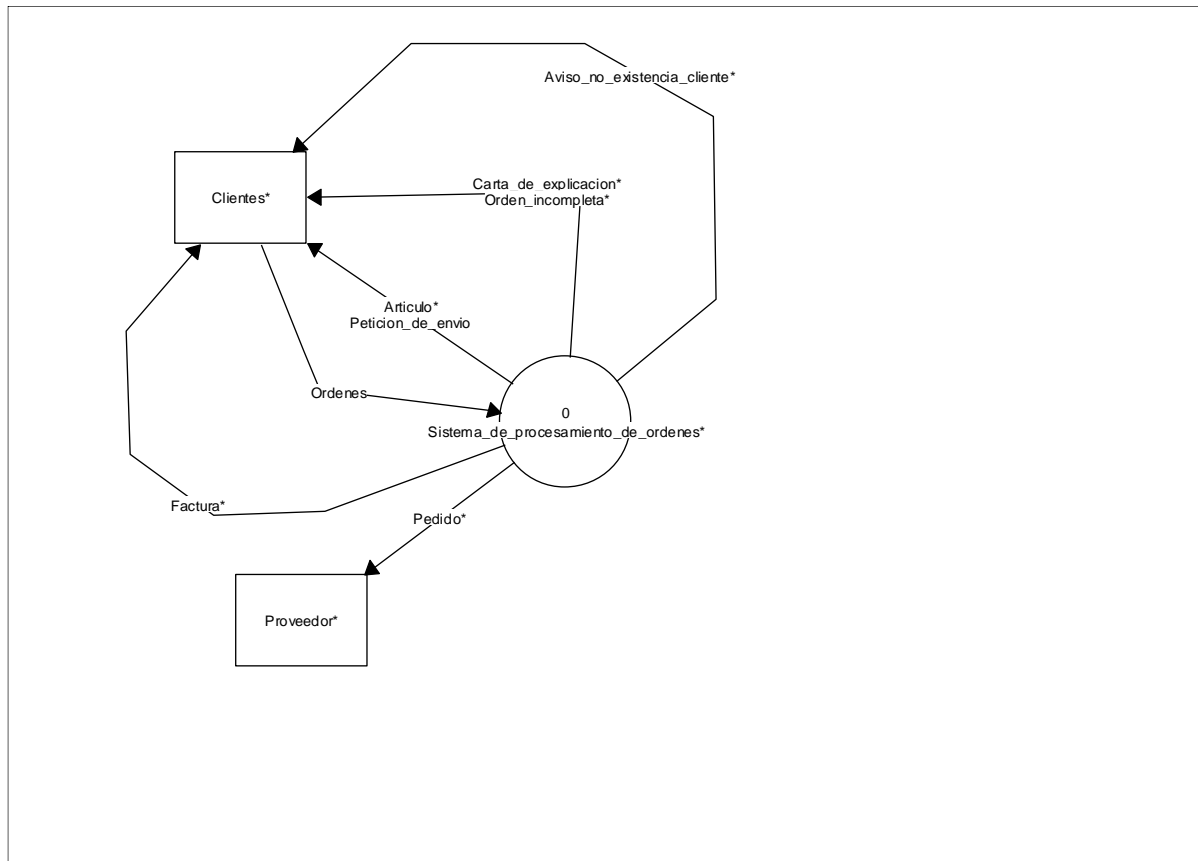 Aviso_no_existencia_cliente*
Clientes*
Carta_de_explicacion*
Orden_incompleta*
Articulo*
Peticion_de_envio
Ordenes
0
Sistema_de_procesamiento_de_ordenes*
Factura*
Pedido*
Proveedor*